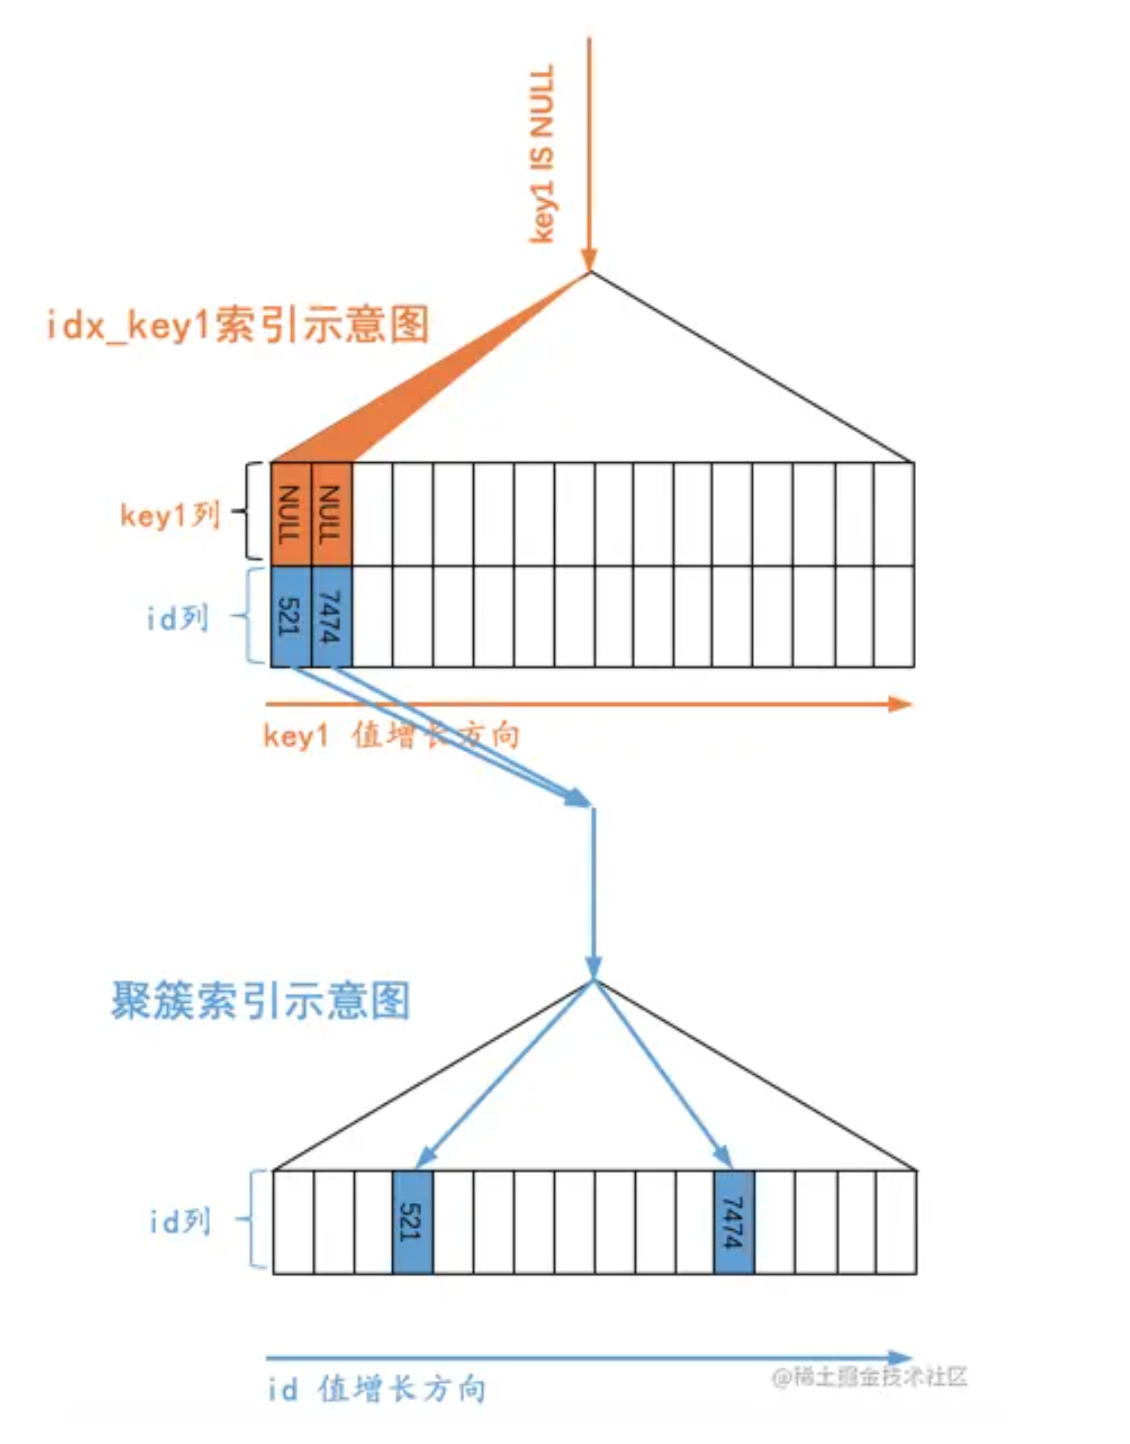 key1 IS NULL
idx_key1索引示意图
key1列
NULL
NULL
id列
521
7474
key1 值增长方向
聚簇索引示意图
id列
521
7474
id 值增长方向
@稀土掘金技术社区